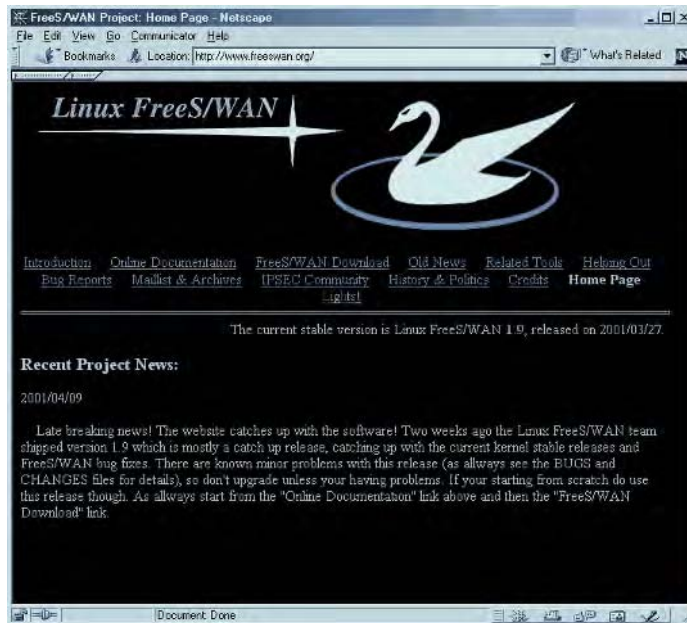 FreeS/WAN Project: Home Page - Netscape
File Edit View Go Communicator Help
Bookmarks Location: http://www.freeswan.org/ What's Related N
Linux FreeS/WAN
Introduction Online Documentation FreeS/WAN Download Old News Related Tools Helping Out
Bug Reports Maillist & Archives IPSEC Community History & Politics Credits Home Page
Lights!
The current stable version is Linux FreeS/WAN 1.9, released on 2001/03/27.
Recent Project News:
2001/04/09
Late breaking news! The website catches up with the software! Two weeks ago the Linux FreeS/WAN team
shipped version 1.9 which is mostly a catch up release, catching up with the current kernel stable releases and
FreeS/WAN bug fixes. There are known minor problems with this release (as allways see the BUGS and
CHANGES files for details), so don't upgrade unless your having problems. If your starting from scratch do use
this release though. As allways start from the "Online Documentation" link above and then the "FreeS/WAN
Download" link.
Document: Done